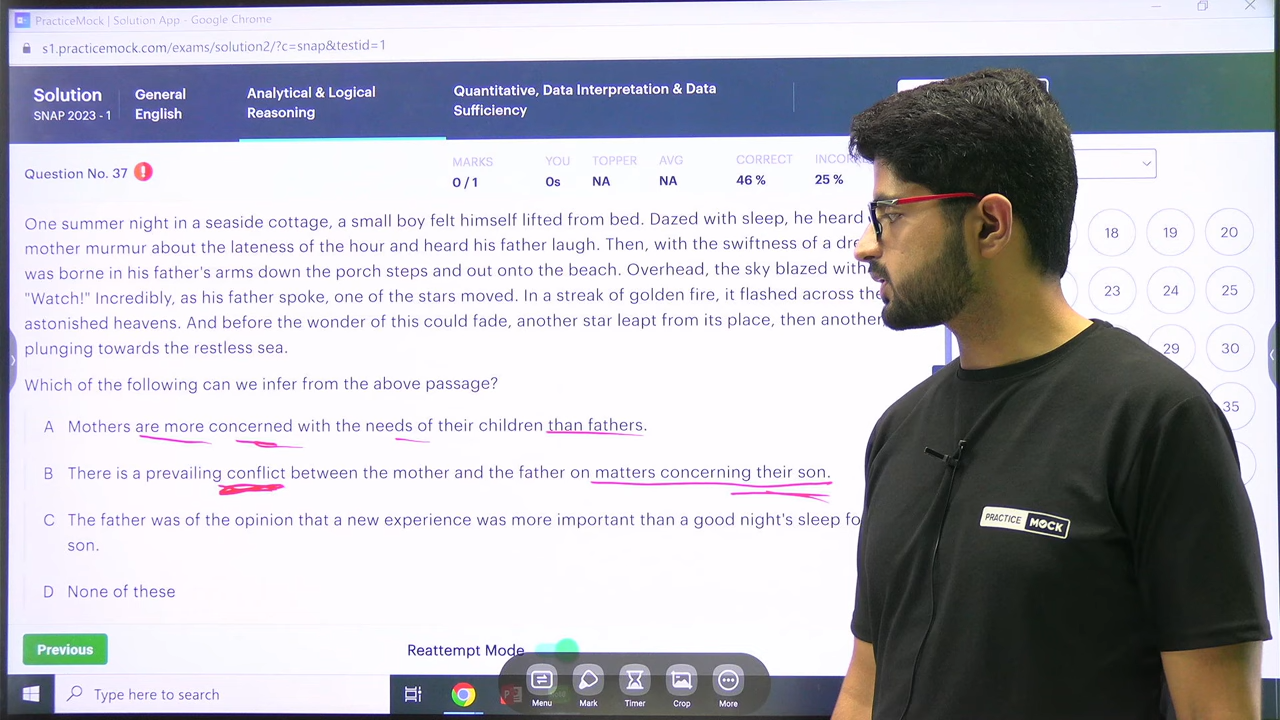 PracticeMock | Solution App - Google Chrome
s1.practicemock.com/exams/solution2/?c=snap&testid=1
Solution
SNAP 2023 - 1
General
English
Analytical & Logical
Reasoning
Quantitative, Data Interpretation & Data
Sufficiency
Question No. 37
MARKS YOU TOPPER AVG CORRECT
0 / 1 0s NA NA 46 % 25 %
One summer night in a seaside cottage, a small boy felt himself lifted from bed. Dazed with sleep, he heard
mother murmur about the lateness of the hour and heard his father laugh. Then, with the swiftness of a
was borne in his father's arms down the porch steps and out onto the beach. Overhead, the sky blazed with
"Watch!" Incredibly, as his father spoke, one of the stars moved. In a streak of golden fire, it flashed across the
astonished heavens. And before the wonder of this could fade, another star leapt from its place, then another,
plunging towards the restless sea.
Which of the following can we infer from the above passage?
A Mothers are more concerned with the needs of their children than fathers.
B There is a prevailing conflict between the mother and the father on matters concerning their son.
C The father was of the opinion that a new experience was more important than a good night's sleep
son.
D None of these
18 19 20
23 24 25
29 30
35
Previous
Reattempt Mode
Type here to search
Menu Mark Timer Crop More
PRACTICE MOCK